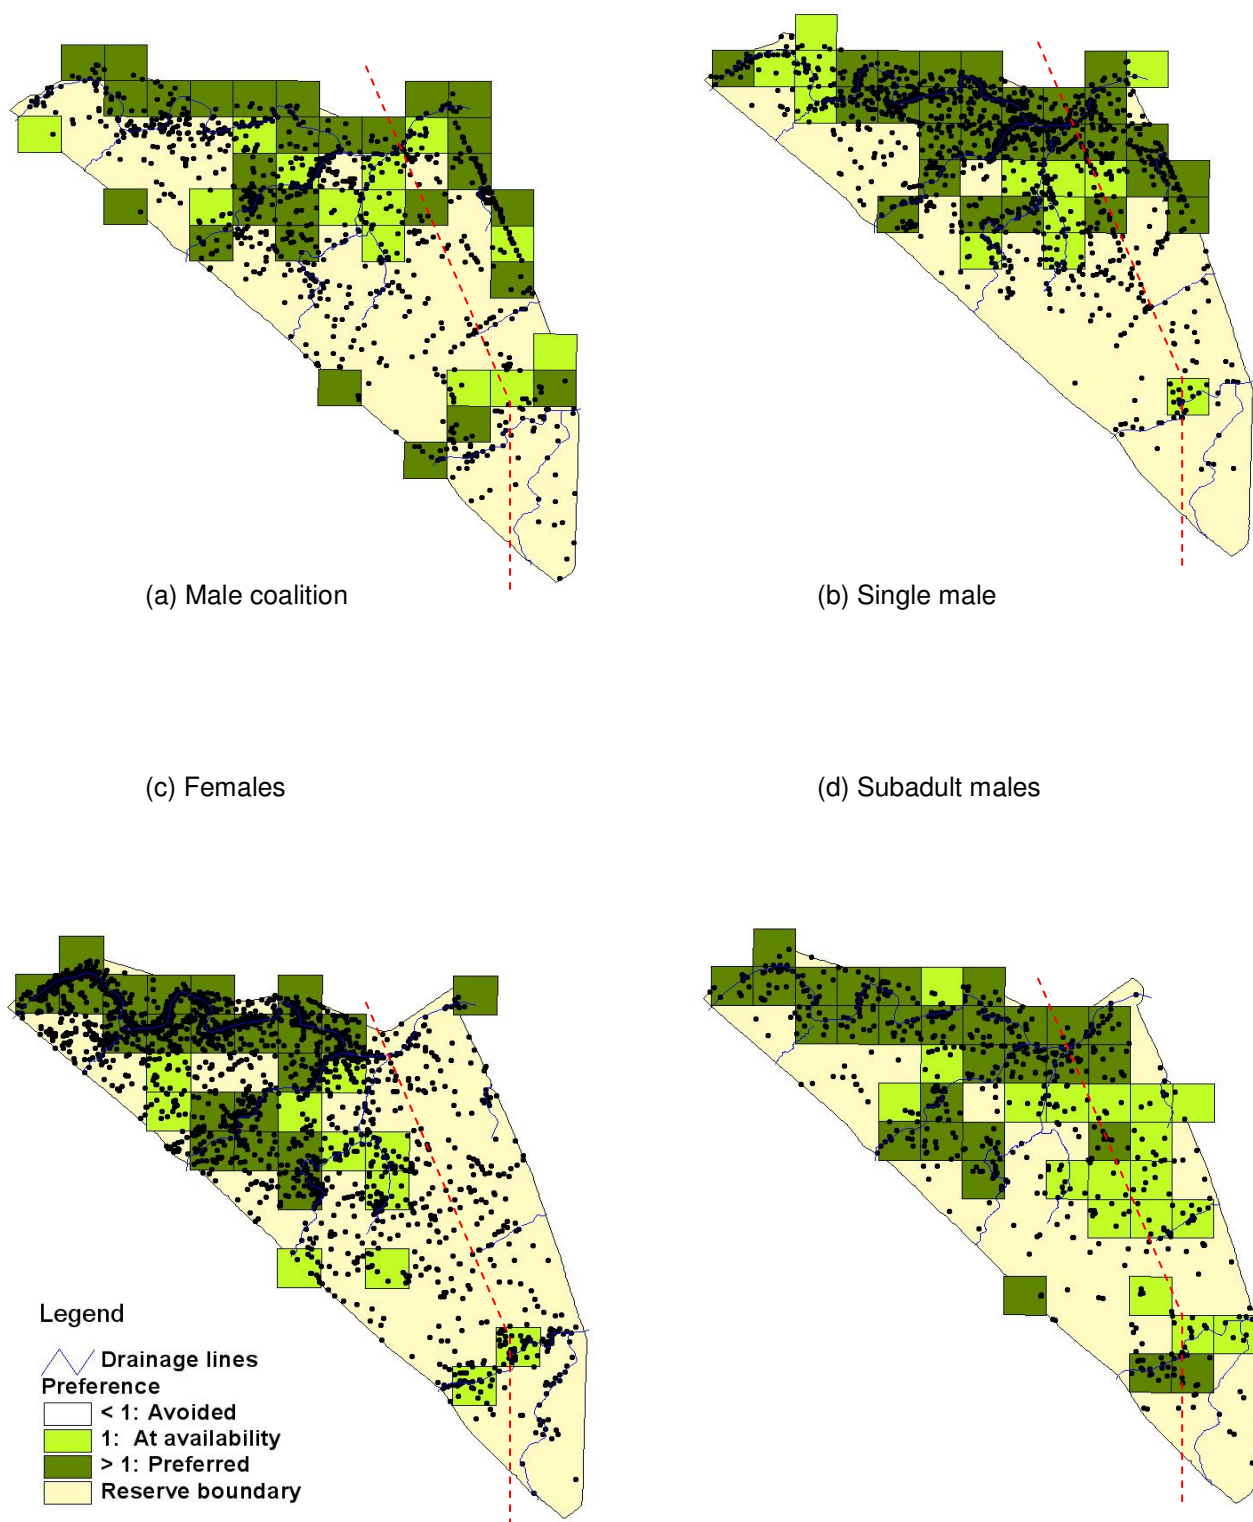 (a) Male coalition
(b) Single male
(c) Females
(d) Subadult males
Legend
Drainage lines
Preference
< 1: Avoided
1: At availability
> 1: Preferred
Reserve boundary